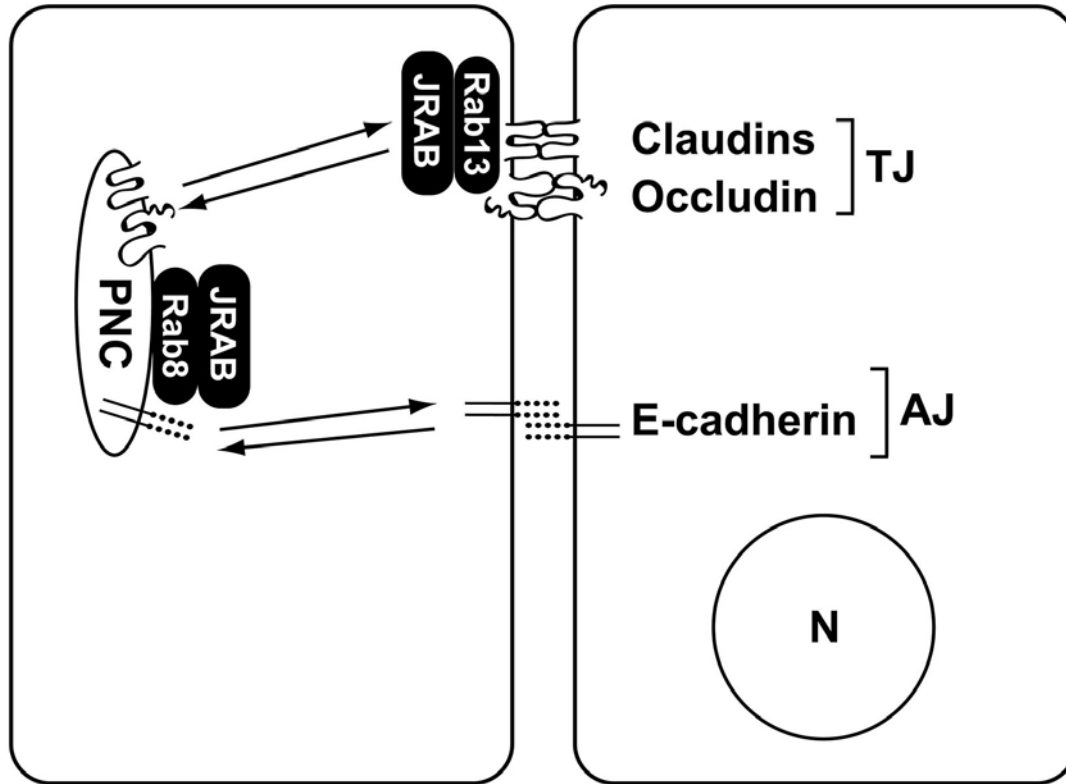 JRAB
Rab13
Claudins
Occludin
TJ
PNC
Rab8
JRAB
E-cadherin
AJ
N